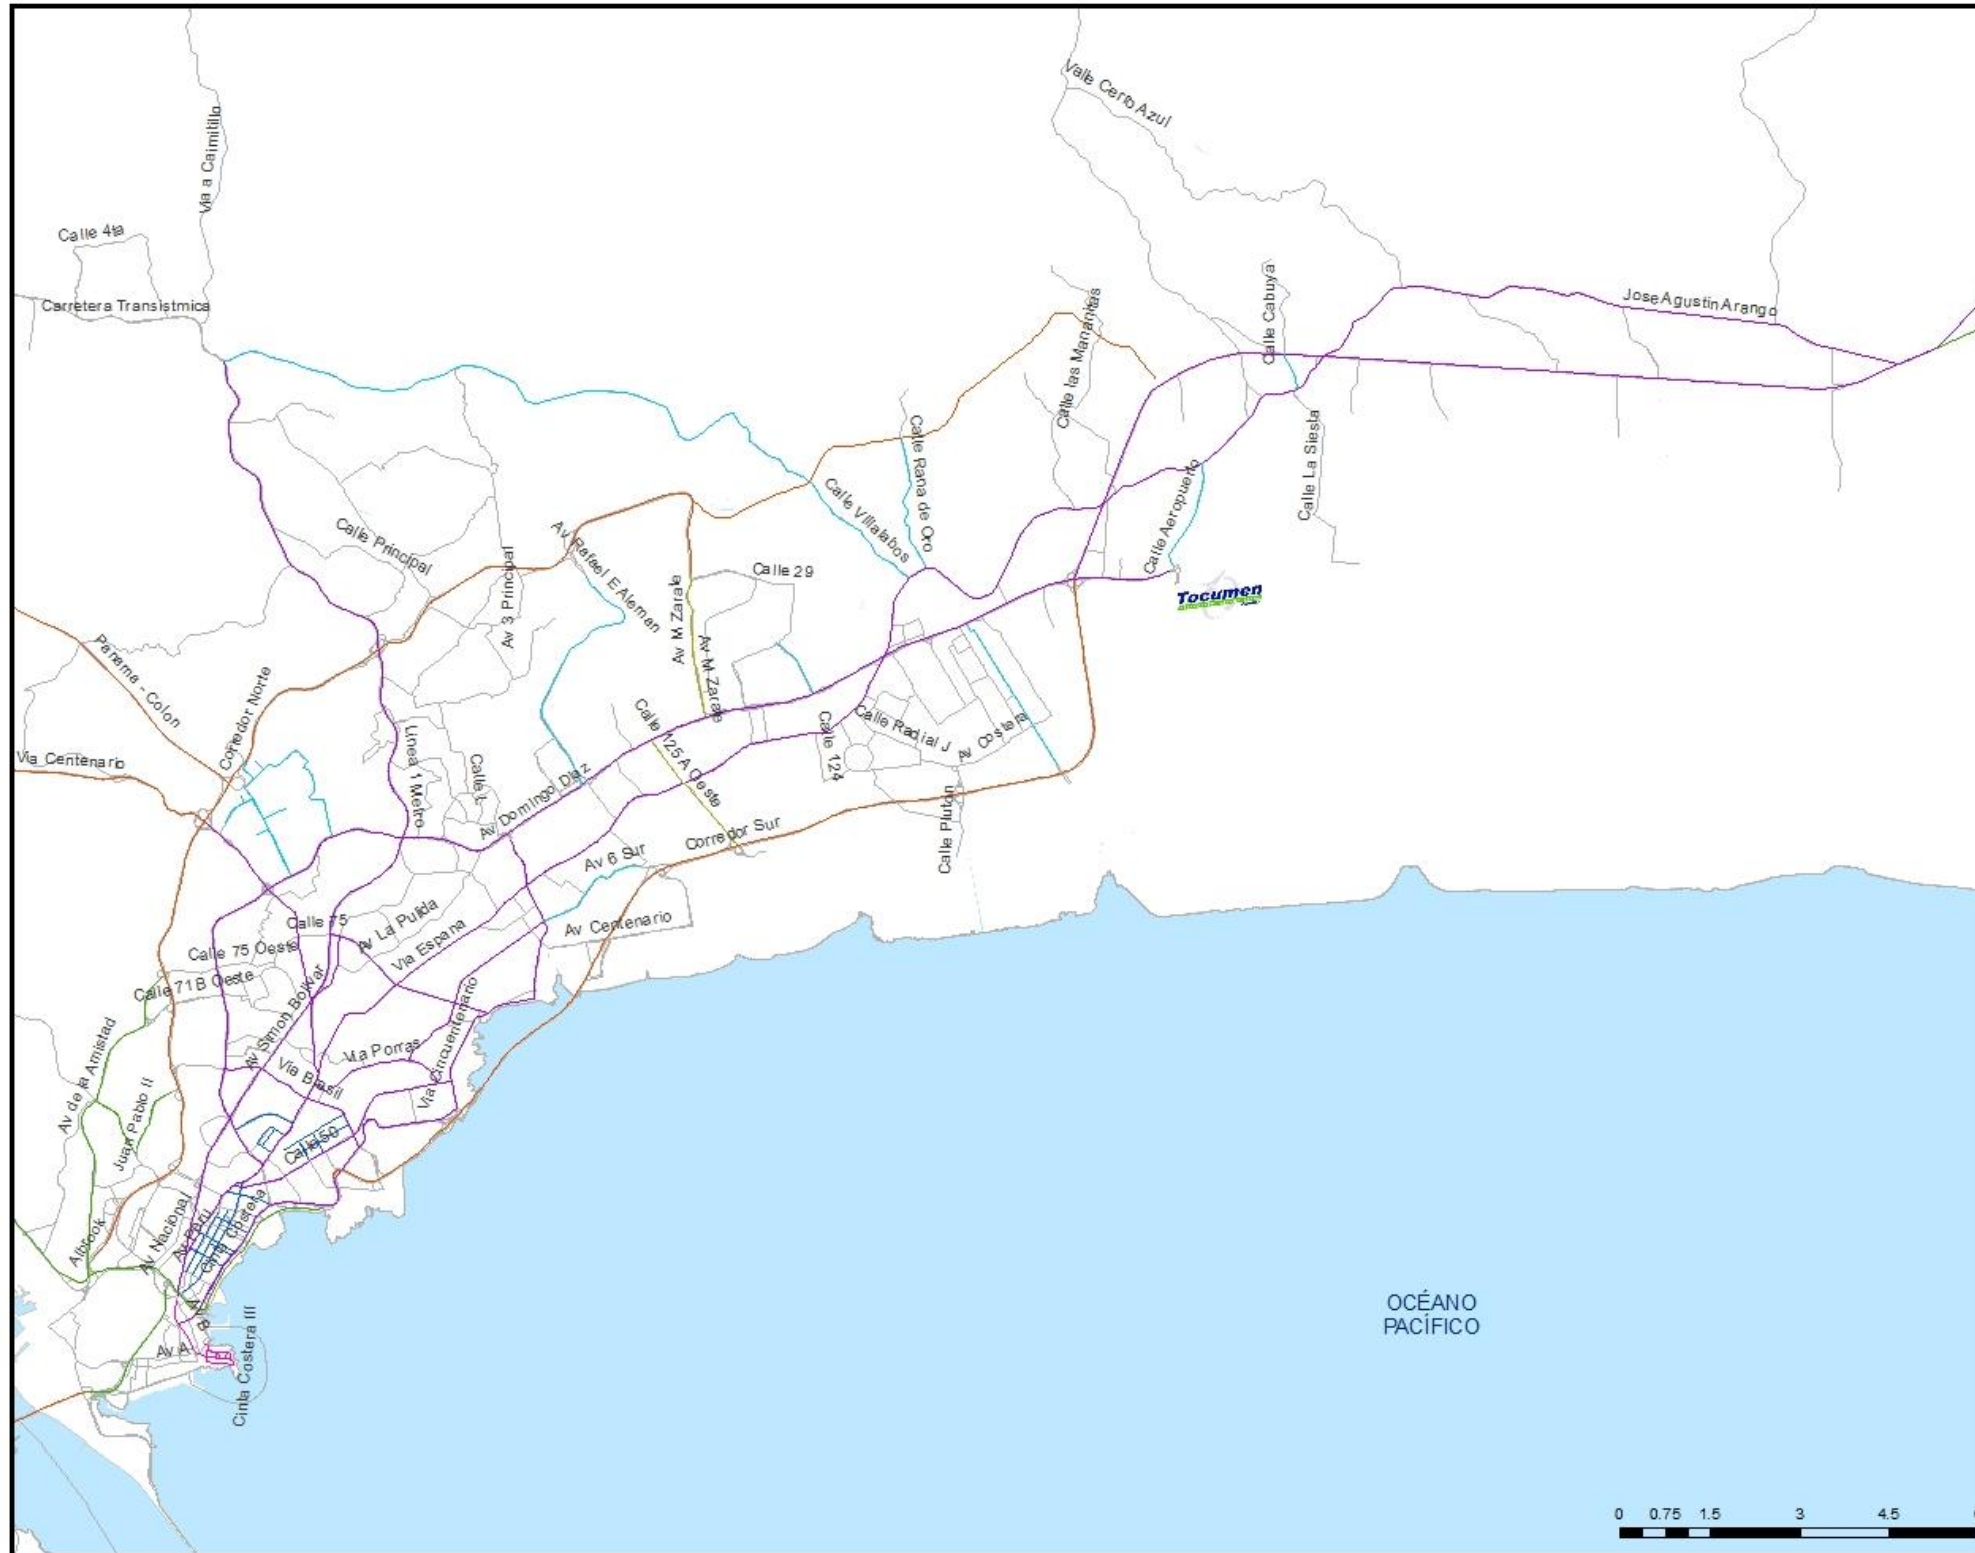 Valle Cerro Azul
Via a Caimitillo
Calle 4ta
Carretera Transistmica
Calle Cabuya
Calle las Mananitas
Jose Agustin Arango
Calle Rana de Oro
Calle La Siesta
Calle Aeropuerto
Calle Villalabos
Calle Principal
Av Rafael E Aleman
Av 3 Principal
Av M Zarate
Calle 29
Tocumen
Av M Zarate
Panama - Colon
Corredor Norte
Via Centenario
Linea 1 Metro
Calle L
Calle 125 A Oeste
Calle 124
Calle Radial J
Av Costera
Av Domingo Diaz
Calle Pluton
Corredor Sur
Av 6 Sur
Calle 75
Av La Pulida
Via Espana
Av Centenario
Calle 75 Oeste
Calle 71 B Oeste
Av Simon Bolivar
Via Cincuentenario
Via Porras
Via Brasil
Av de la Amistad
Juan Pablo II
Calle 50
Albrook
Av Nacional
Av Peru
Cinta Costera
Av B
Av A
Cinta Costera III
OCÉANO
PACÍFICO
0 0.75 1.5 3 4.5